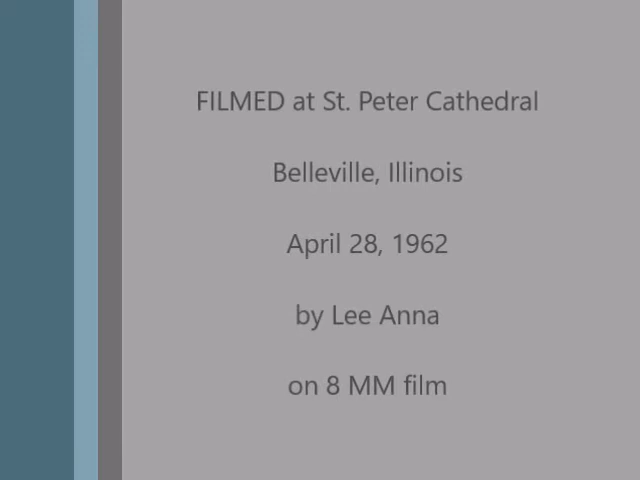 FILMED at St. Peter Cathedral
Belleville, Illinois
April 28, 1962
by Lee Anna
on 8 MM film